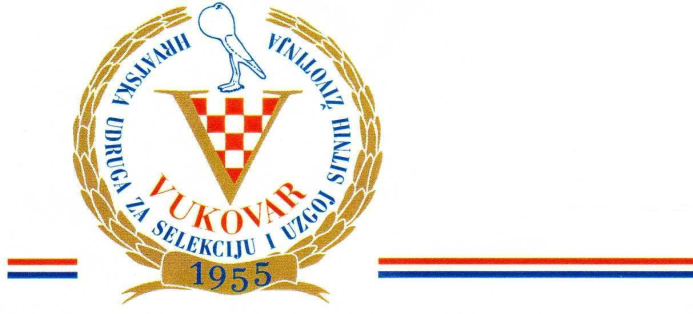 HRVATSKA UDRUGA ZA SELEKCIJU I UZGOJ SITNIH ŽIVOTINJA
V
VUKOVAR
1955